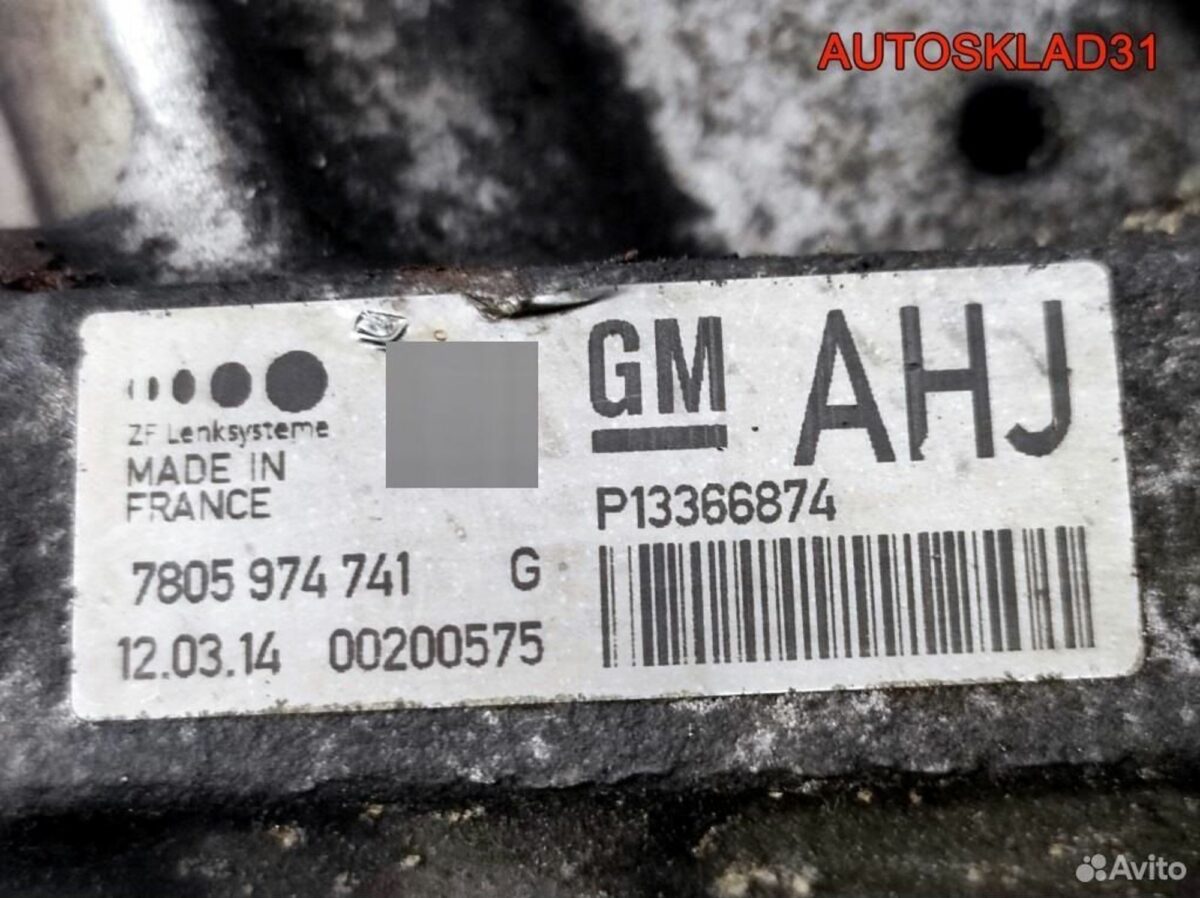 AUTOSKLAD31
ZF Lenksysteme
MADE IN
FRANCE
7805 974 741 G
12.03.14 00200575
GM AHJ
P13366874
Avito